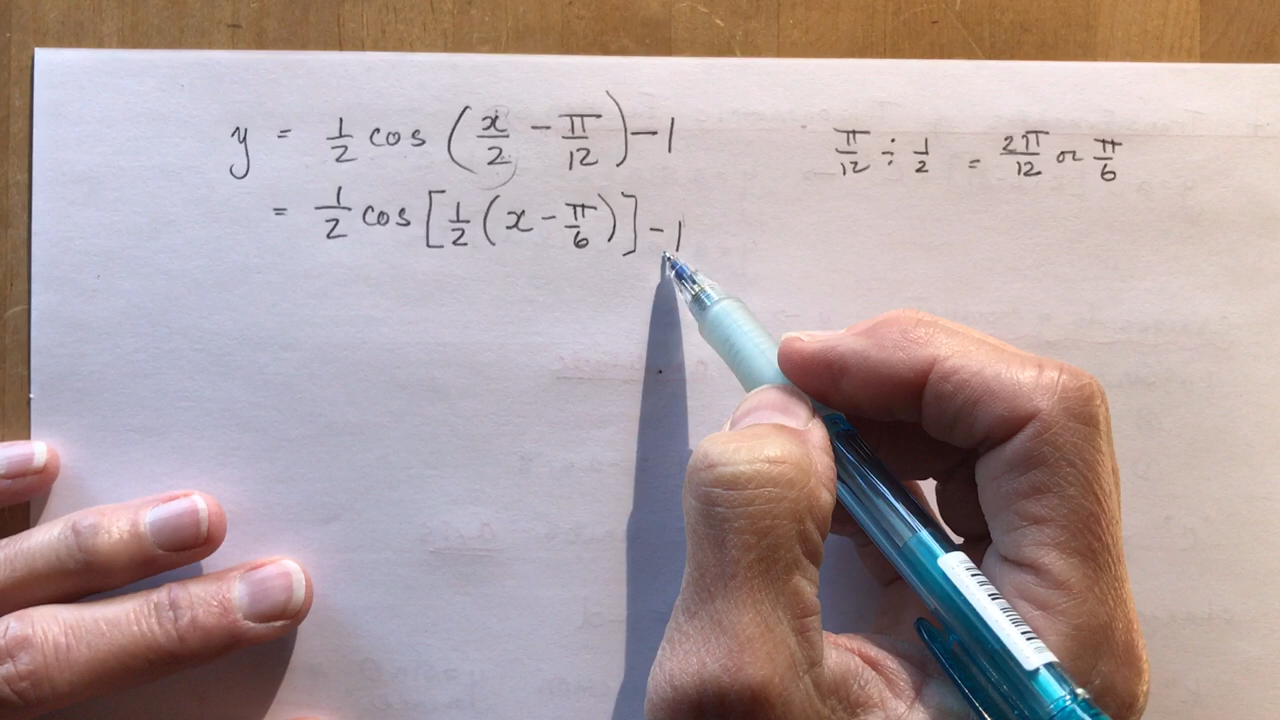 y = 1/2 cos (x/2 - π/12) - 1
= 1/2 cos [1/2 (x - π/6)] - 1
π/12 ÷ 1/2 = 2π/12 or π/6